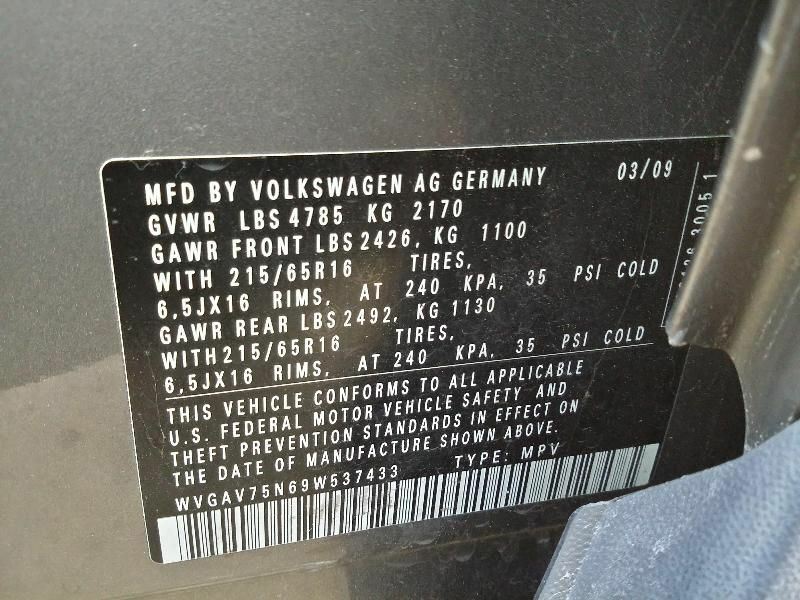 MFD BY VOLKSWAGEN AG GERMANY 03/09
GVWR LBS 4785 KG 2170
GAWR FRONT LBS 2426, KG 1100
WITH 215/65R16 TIRES,
6,5JX16 RIMS, AT 240 KPA, 35 PSI COLD
GAWR REAR LBS 2492, KG 1130
WITH 215/65R16 TIRES,
6,5JX16 RIMS, AT 240 KPA, 35 PSI COLD
THIS VEHICLE CONFORMS TO ALL APPLICABLE
U.S. FEDERAL MOTOR VEHICLE SAFETY AND
THEFT PREVENTION STANDARDS IN EFFECT ON
THE DATE OF MANUFACTURE SHOWN ABOVE.
WVGAV75N69W537433 TYPE: MPV